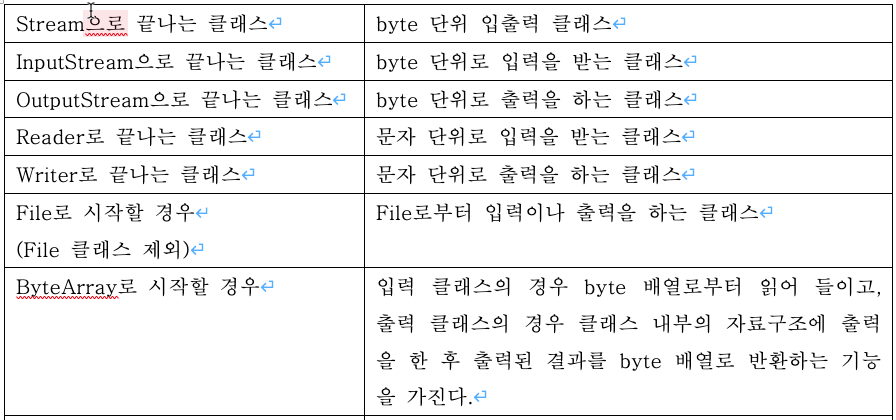 Stream으로 끝나는 클래스
byte 단위 입출력 클래스
InputStream으로 끝나는 클래스
byte 단위로 입력을 받는 클래스
OutputStream으로 끝나는 클래스
byte 단위로 출력을 하는 클래스
Reader로 끝나는 클래스
문자 단위로 입력을 받는 클래스
Writer로 끝나는 클래스
문자 단위로 출력을 하는 클래스
File로 시작할 경우
(File 클래스 제외)
File로부터 입력이나 출력을 하는 클래스
ByteArray로 시작할 경우
입력 클래스의 경우 byte 배열로부터 읽어 들이고,
출력 클래스의 경우 클래스 내부의 자료구조에 출력
을 한 후 출력된 결과를 byte 배열로 반환하는 기능
을 가진다.